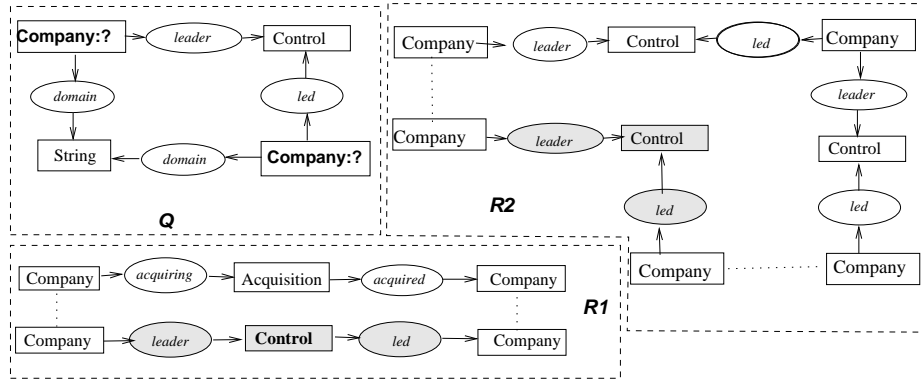 Company:? leader Control
domain led
String domain Company:?
Q
Company leader Control led Company
leader
Company leader Control Control
R2 led led
Company Company
Company acquiring Acquisition acquired Company
R1
Company leader Control led Company